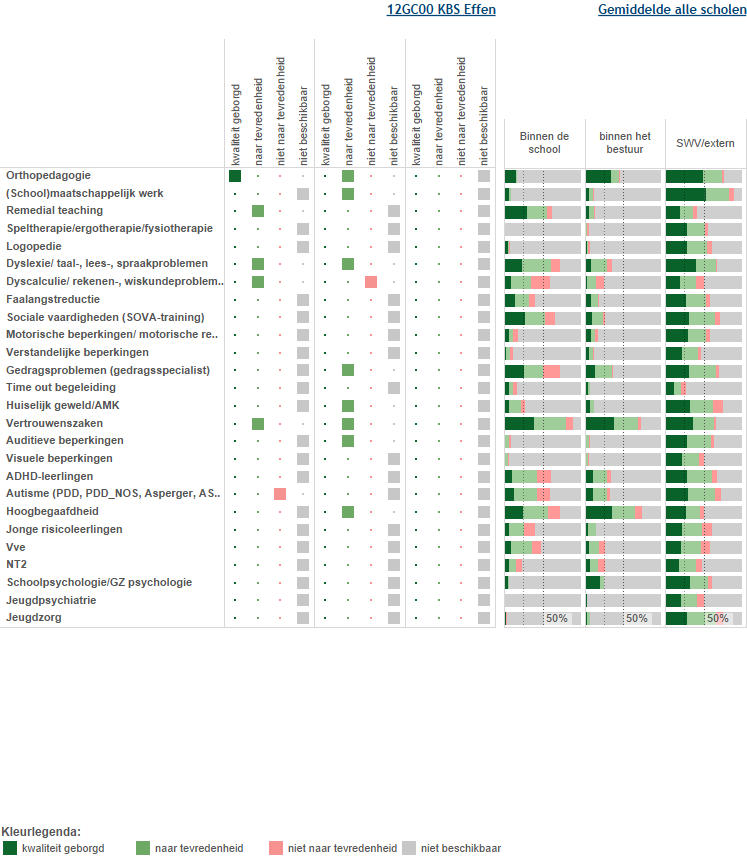 12GC00 KBS Effen
Gemiddelde alle scholen
kwaliteit geborgd
naar tevredenheid
niet naar tevredenheid
niet beschikbaar
kwaliteit geborgd
naar tevredenheid
niet naar tevredenheid
niet beschikbaar
kwaliteit geborgd
naar tevredenheid
niet naar tevredenheid
niet beschikbaar
Binnen de
school
binnen het
bestuur
SWV/extern
Orthopedagogie
(School)maatschappelijk werk
Remedial teaching
Speltherapie/ergotherapie/fysiotherapie
Logopedie
Dyslexie/ taal-, lees-, spraakproblemen
Dyscalculie/ rekenen-, wiskundeproblem..
Faalangstreductie
Sociale vaardigheden (SOVA-training)
Motorische beperkingen/ motorische re..
Verstandelijke beperkingen
Gedragsproblemen (gedragsspecialist)
Time out begeleiding
Huiselijk geweld/AMK
Vertrouwenszaken
Auditieve beperkingen
Visuele beperkingen
ADHD-leerlingen
Autisme (PDD, PDD_NOS, Asperger, AS..
Hoogbegaafdheid
Jonge risicoleerlingen
Vve
NT2
Schoolpsychologie/GZ psychologie
Jeugdpsychiatrie
Jeugdzorg 50% 50% 50%
Kleurlegenda:
kwaliteit geborgd naar tevredenheid niet naar tevredenheid niet beschikbaar